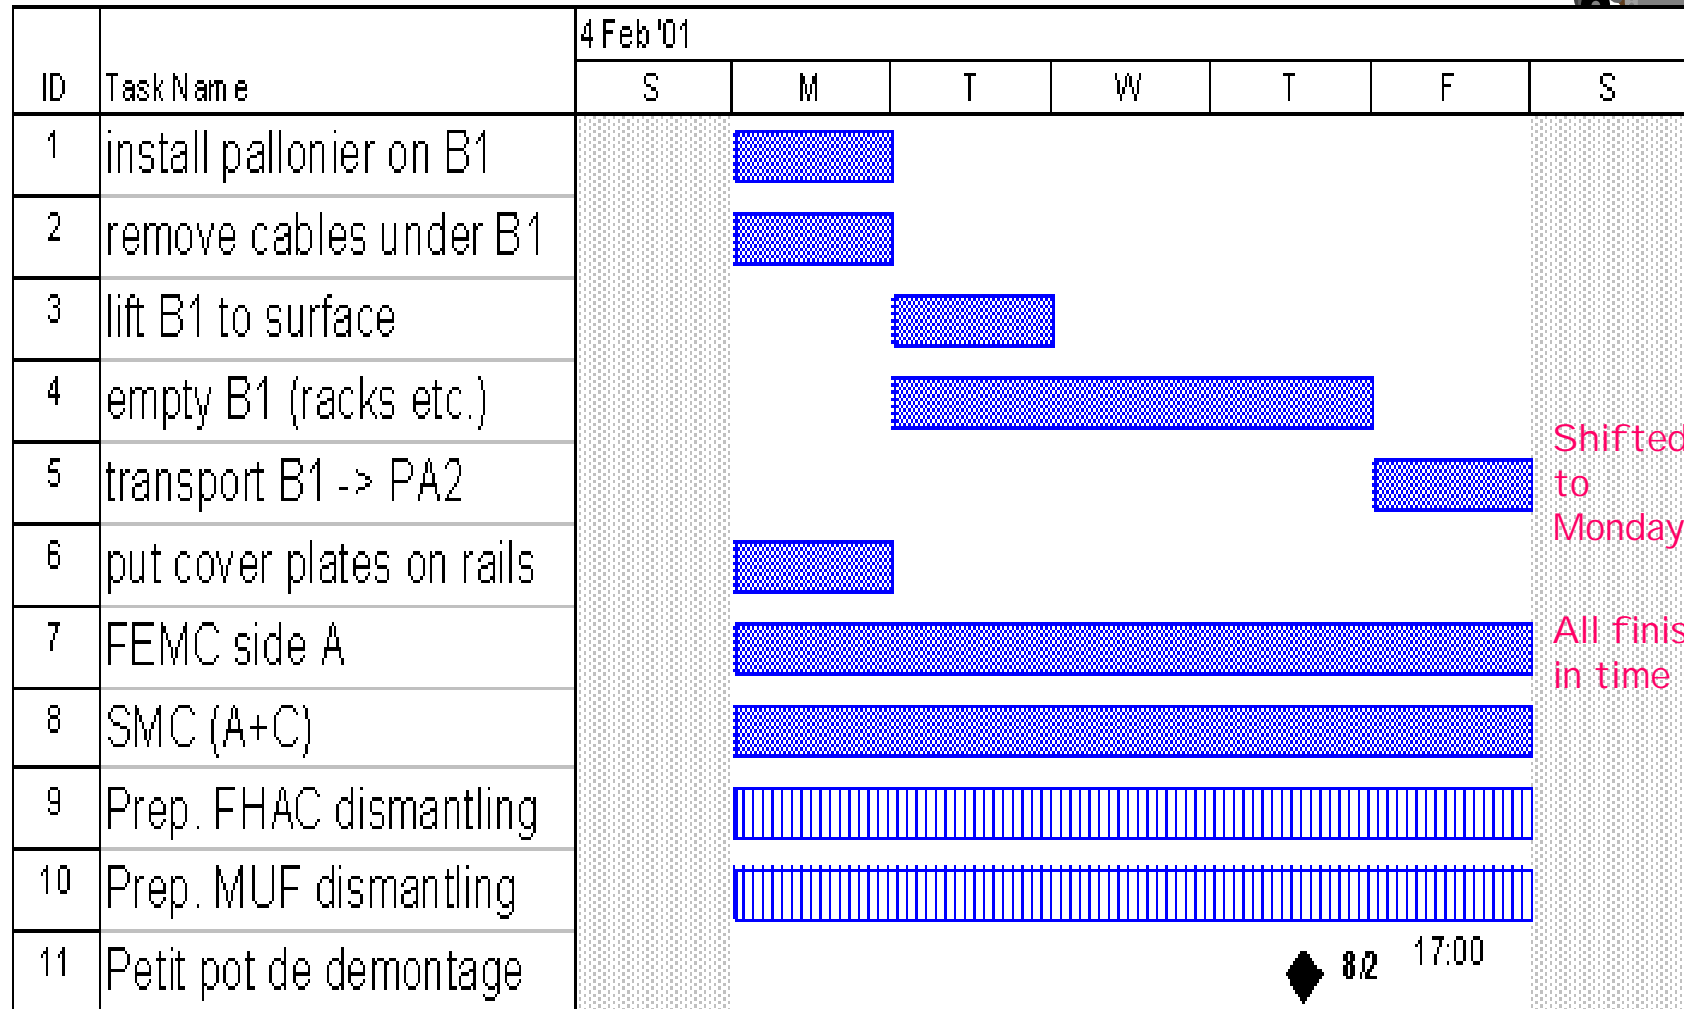 4 Feb '01
ID Task Name S M T W T F S
1 install pallonier on B1
2 remove cables under B1
3 lift B1 to surface
4 empty B1 (racks etc.)
Shifted
5 transport B1 -> PA2 to
Monday
6 put cover plates on rails
7 FEMC side A All finis
in time
8 SMC (A+C)
9 Prep. FHAC dismantling
10 Prep. MUF dismantling
11 Petit pot de demontage 8/2 17:00